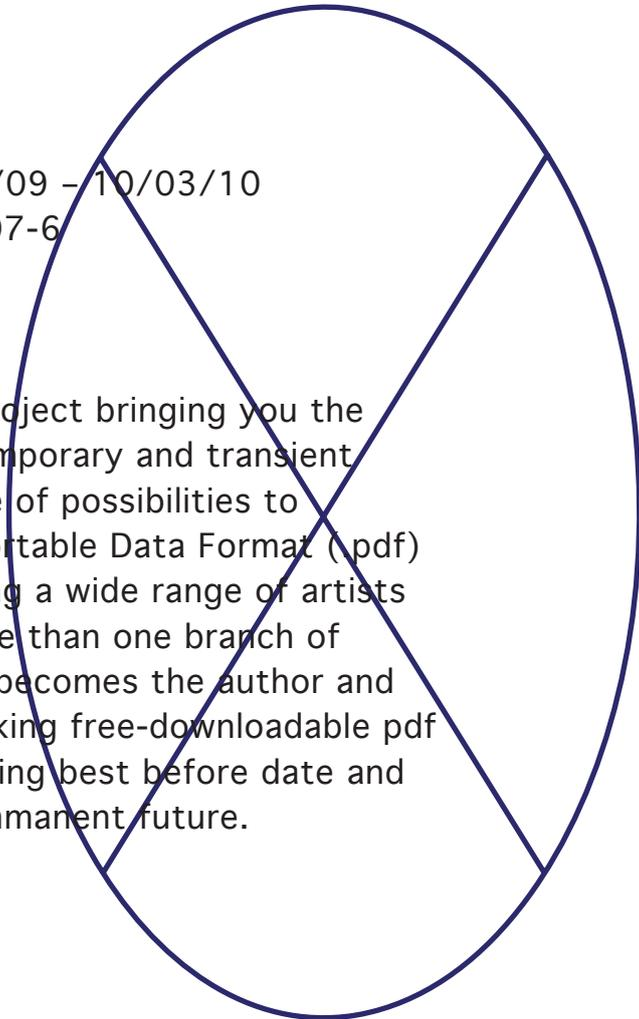 /09 – 10/03/10
97-6
oject bringing you the
mporary and transient
e of possibilities to
rtable Data Format (.pdf)
g a wide range of artists
e than one branch of
becomes the author and
king free-downloadable pdf
ing best before date and
nmanent future.